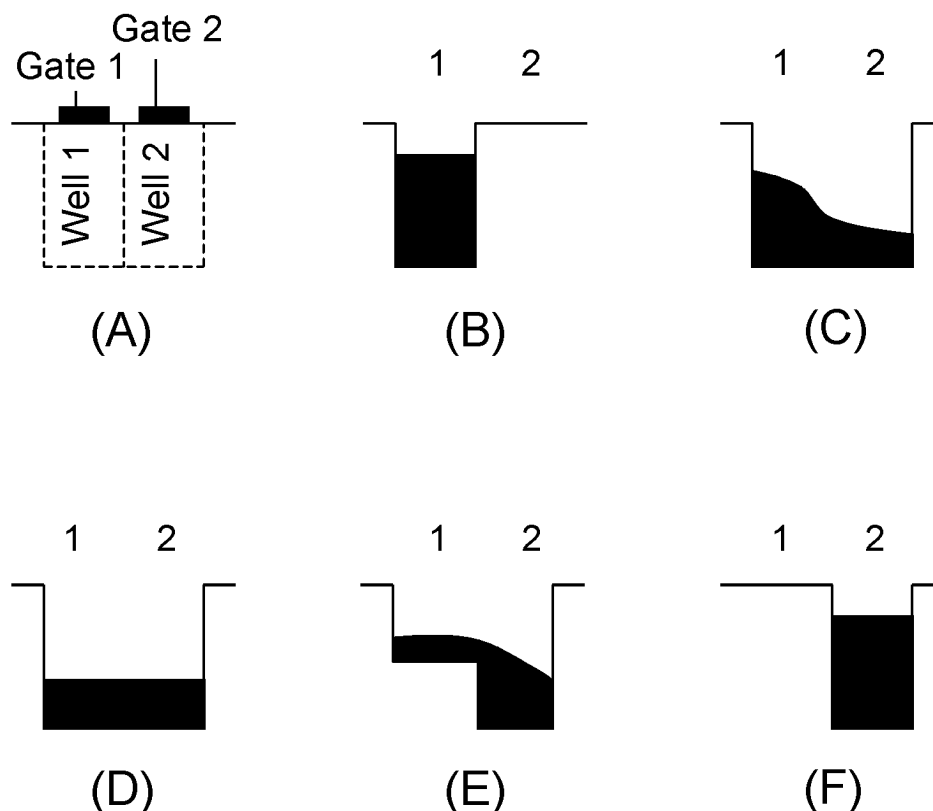 Gate 2
Gate 1
Well 1
Well 2
(A)
1 2
(B)
1 2
(C)
1 2
(D)
1 2
(E)
1 2
(F)